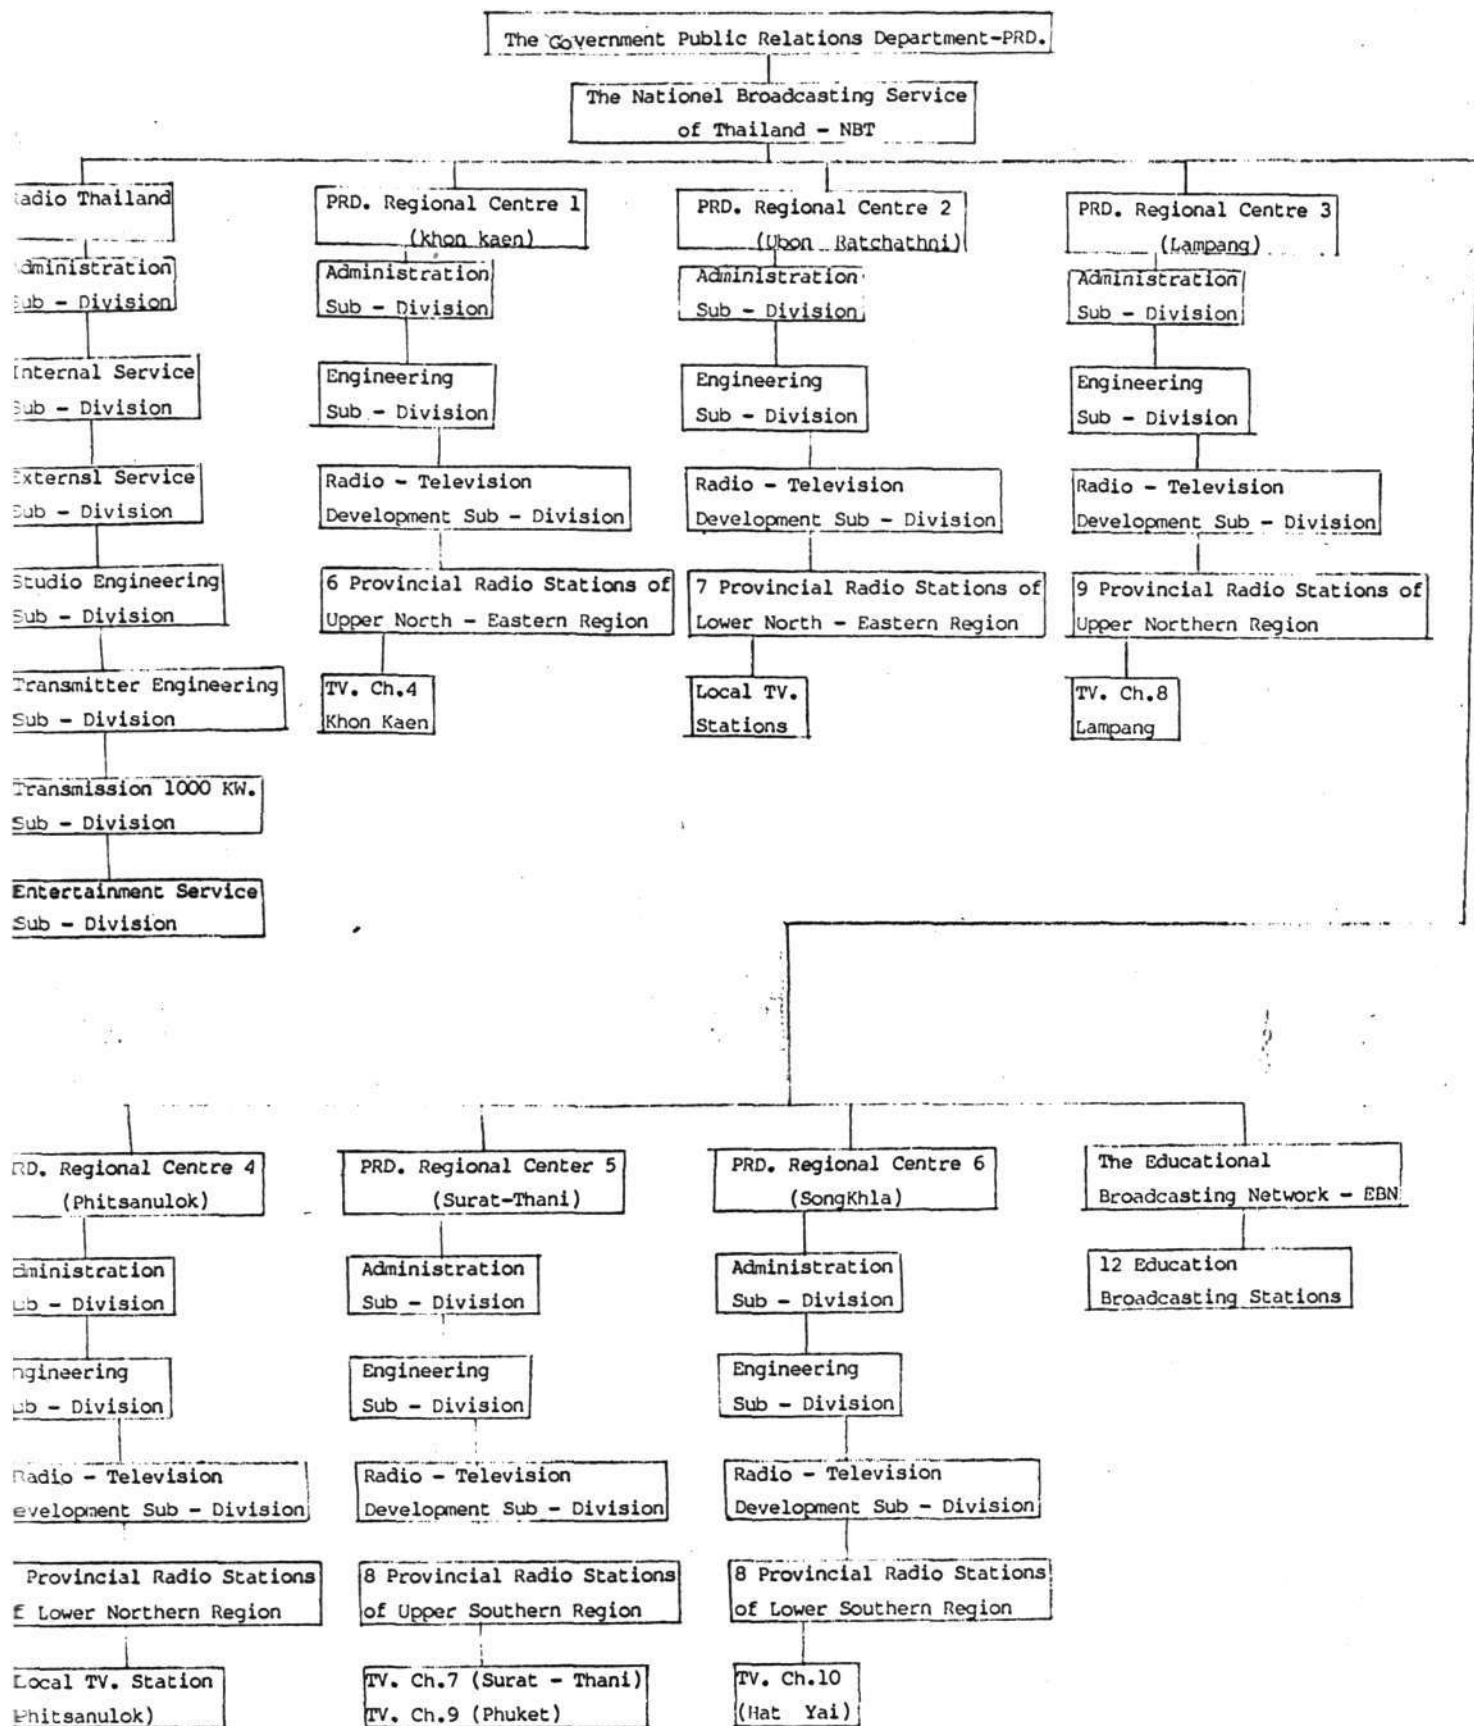 The Government Public Relations Department-PRD.
The Nationel Broadcasting Service
of Thailand - NBT
adio Thailand
dministration
Sub - Division
Internal Service
Sub - Division
Externsl Service
Sub - Division
Studio Engineering
Sub - Division
Transmitter Engineering
Sub - Division
Transmission 1000 KW.
Sub - Division
Entertainment Service
Sub - Division
PRD. Regional Centre 1
(khon kaen)
Administration
Sub - Division
Engineering
Sub - Division
Radio - Television
Development Sub - Division
6 Provincial Radio Stations of
Upper North - Eastern Region
TV. Ch.4
Khon Kaen
PRD. Regional Centre 2
(Ubon Ratchathni)
Administration
Sub - Division
Engineering
Sub - Division
Radio - Television
Development Sub - Division
7 Provincial Radio Stations of
Lower North - Eastern Region
Local TV.
Stations
PRD. Regional Centre 3
(Lampang)
Administration
Sub - Division
Engineering
Sub - Division
Radio - Television
Development Sub - Division
9 Provincial Radio Stations of
Upper Northern Region
TV. Ch.8
Lampang
RD. Regional Centre 4
(Phitsanulok)
dministration
ub - Division
ngineering
ub - Division
Radio - Television
evelopment Sub - Division
Provincial Radio Stations
f Lower Northern Region
Local TV. Station
Phitsanulok)
PRD. Regional Center 5
(Surat-Thani)
Administration
Sub - Division
Engineering
Sub - Division
Radio - Television
Development Sub - Division
8 Provincial Radio Stations
of Upper Southern Region
TV. Ch.7 (Surat - Thani)
TV. Ch.9 (Phuket)
PRD. Regional Centre 6
(SongKhla)
Administration
Sub - Division
Engineering
Sub - Division
Radio - Television
Development Sub - Division
8 Provincial Radio Stations
of Lower Southern Region
TV. Ch.10
(Hat Yai)
The Educational
Broadcasting Network - EBN
12 Education
Broadcasting Stations